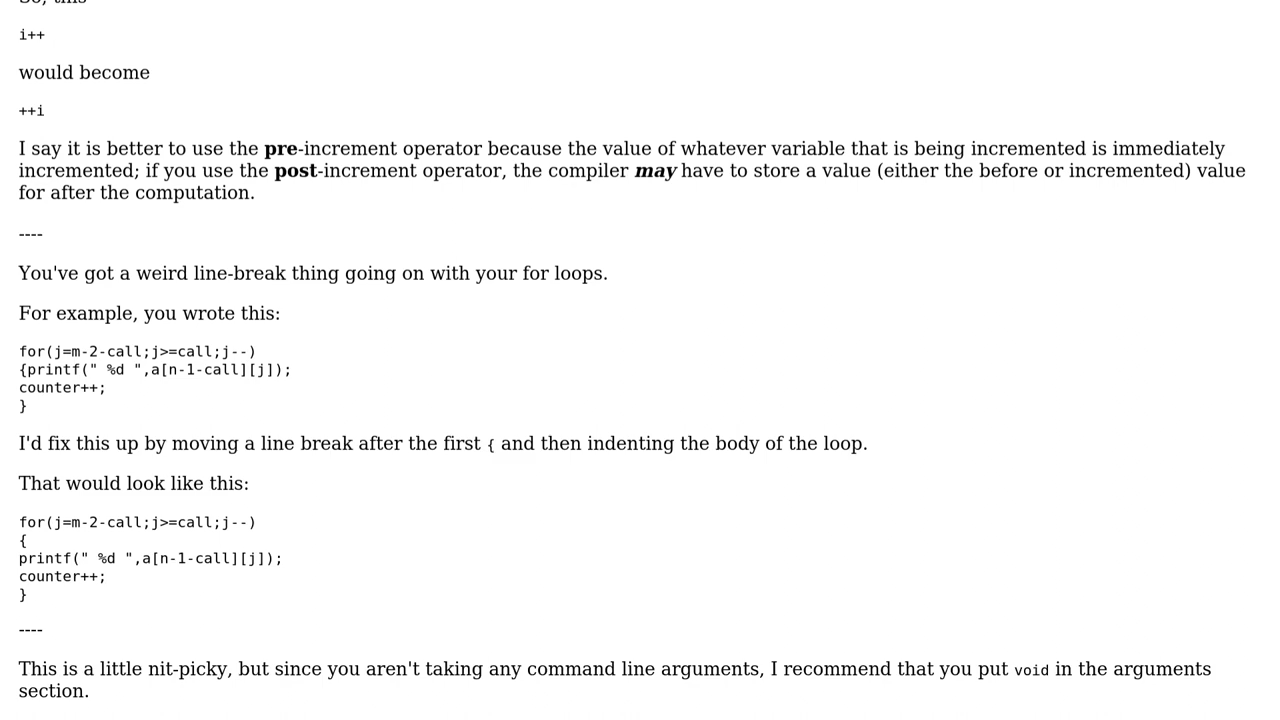 So, this
i++
would become
++i
I say it is better to use the pre-increment operator because the value of whatever variable that is being incremented is immediately
incremented; if you use the post-increment operator, the compiler may have to store a value (either the before or incremented) value
for after the computation.
----
You've got a weird line-break thing going on with your for loops.
For example, you wrote this:
for(j=m-2-call;j>=call;j--)
{printf(" %d ",a[n-1-call][j]);
counter++;
}
I'd fix this up by moving a line break after the first { and then indenting the body of the loop.
That would look like this:
for(j=m-2-call;j>=call;j--)
{
printf(" %d ",a[n-1-call][j]);
counter++;
}
----
This is a little nit-picky, but since you aren't taking any command line arguments, I recommend that you put void in the arguments
section.